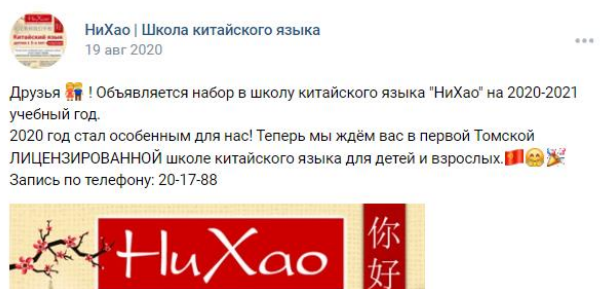 НиХао | Школа китайского языка
19 авг 2020
Друзья 👫 ! Объявляется набор в школу китайского языка "НиХао" на 2020-2021
учебный год.
2020 год стал особенным для нас! Теперь мы ждём вас в первой Томской
ЛИЦЕНЗИРОВАННОЙ школе китайского языка для детей и взрослых.🇨🇳🤗🎉
Запись по телефону: 20-17-88
НиХао
你好